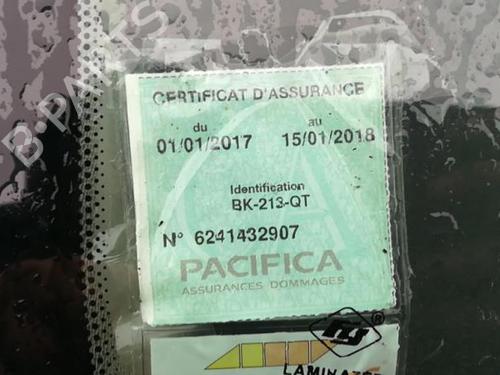 B-PARTS
CERTIFICAT D'ASSURANCE
du au
01/01/2017 15/01/2018
Identification
BK-213-QT
N° 6241432907
PACIFICA
ASSURANCES DOMMAGES